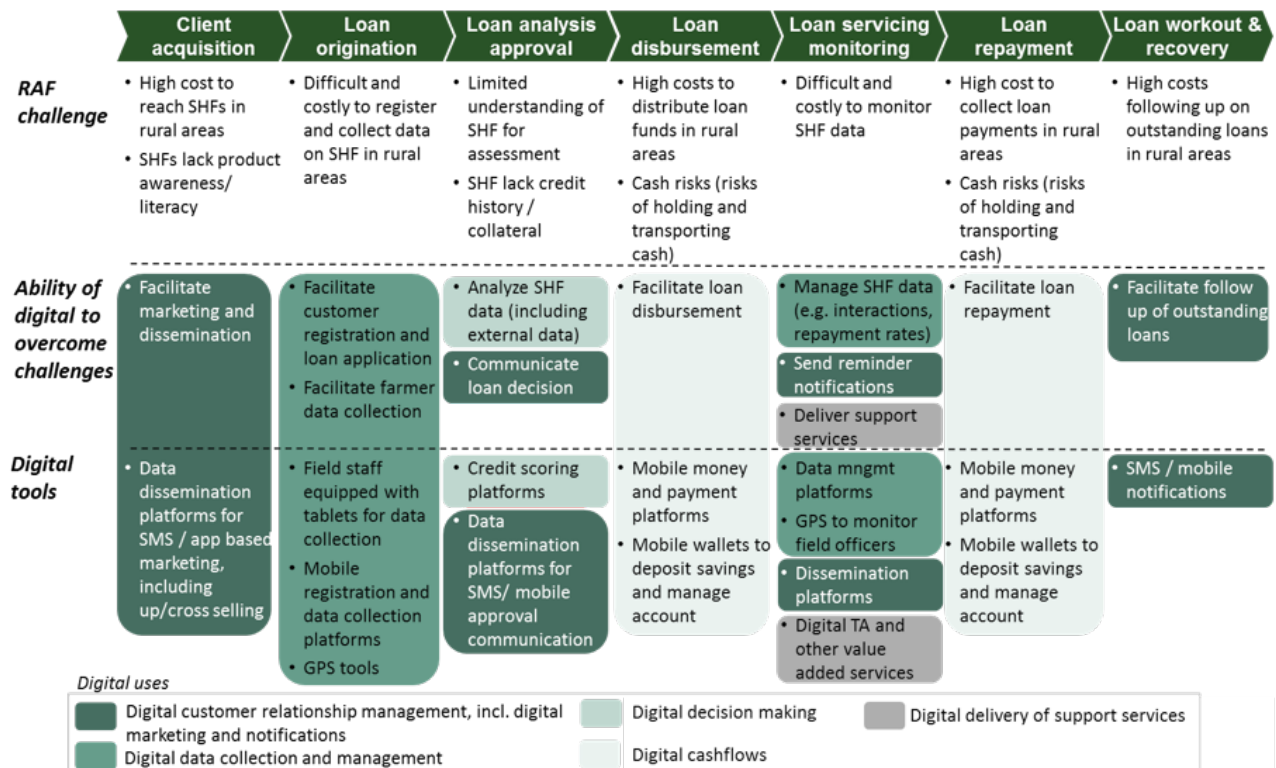 Client
acquisition
Loan
origination
Loan analysis
approval
Loan
disbursement
Loan servicing
monitoring
Loan
repayment
Loan workout &
recovery
RAF
challenge
• High cost to
reach SHFs in
rural areas
• SHFs lack product
awareness/
literacy
• Difficult and
costly to register
and collect data
on SHF in rural
areas
• Limited
understanding of
SHF for
assessment
• SHF lack credit
history /
collateral
• High costs to
distribute loan
funds in rural
areas
• Cash risks (risks
of holding and
transporting
cash)
• Difficult and
costly to monitor
SHF data
• High cost to
collect loan
payments in rural
areas
• Cash risks (risks
of holding and
transporting
cash)
• High costs
following up on
outstanding loans
in rural areas
Ability of
digital to
overcome
challenges
• Facilitate
marketing and
dissemination
• Facilitate
customer
registration and
loan application
• Facilitate farmer
data collection
• Analyze SHF
data (including
external data)
• Communicate
loan decision
• Facilitate loan
disbursement
• Manage SHF data
(e.g. interactions,
repayment rates)
• Send reminder
notifications
• Deliver support
services
• Facilitate loan
repayment
• Facilitate follow
up of outstanding
loans
Digital
tools
• Data
dissemination
platforms for
SMS / app based
marketing,
including
up/cross selling
• Field staff
equipped with
tablets for data
collection
• Mobile
registration and
data collection
platforms
• GPS tools
• Credit scoring
platforms
• Data
dissemination
platforms for
SMS/ mobile
approval
communication
• Mobile money
and payment
platforms
• Mobile wallets to
deposit savings
and manage
account
• Data mngmt
platforms
• GPS to monitor
field officers
• Dissemination
platforms
• Digital TA and
other value
added services
• Mobile money
and payment
platforms
• Mobile wallets to
deposit savings
and manage
account
• SMS / mobile
notifications
Digital uses
Digital customer relationship management, incl. digital
marketing and notifications
Digital data collection and management
Digital decision making
Digital cashflows
Digital delivery of support services